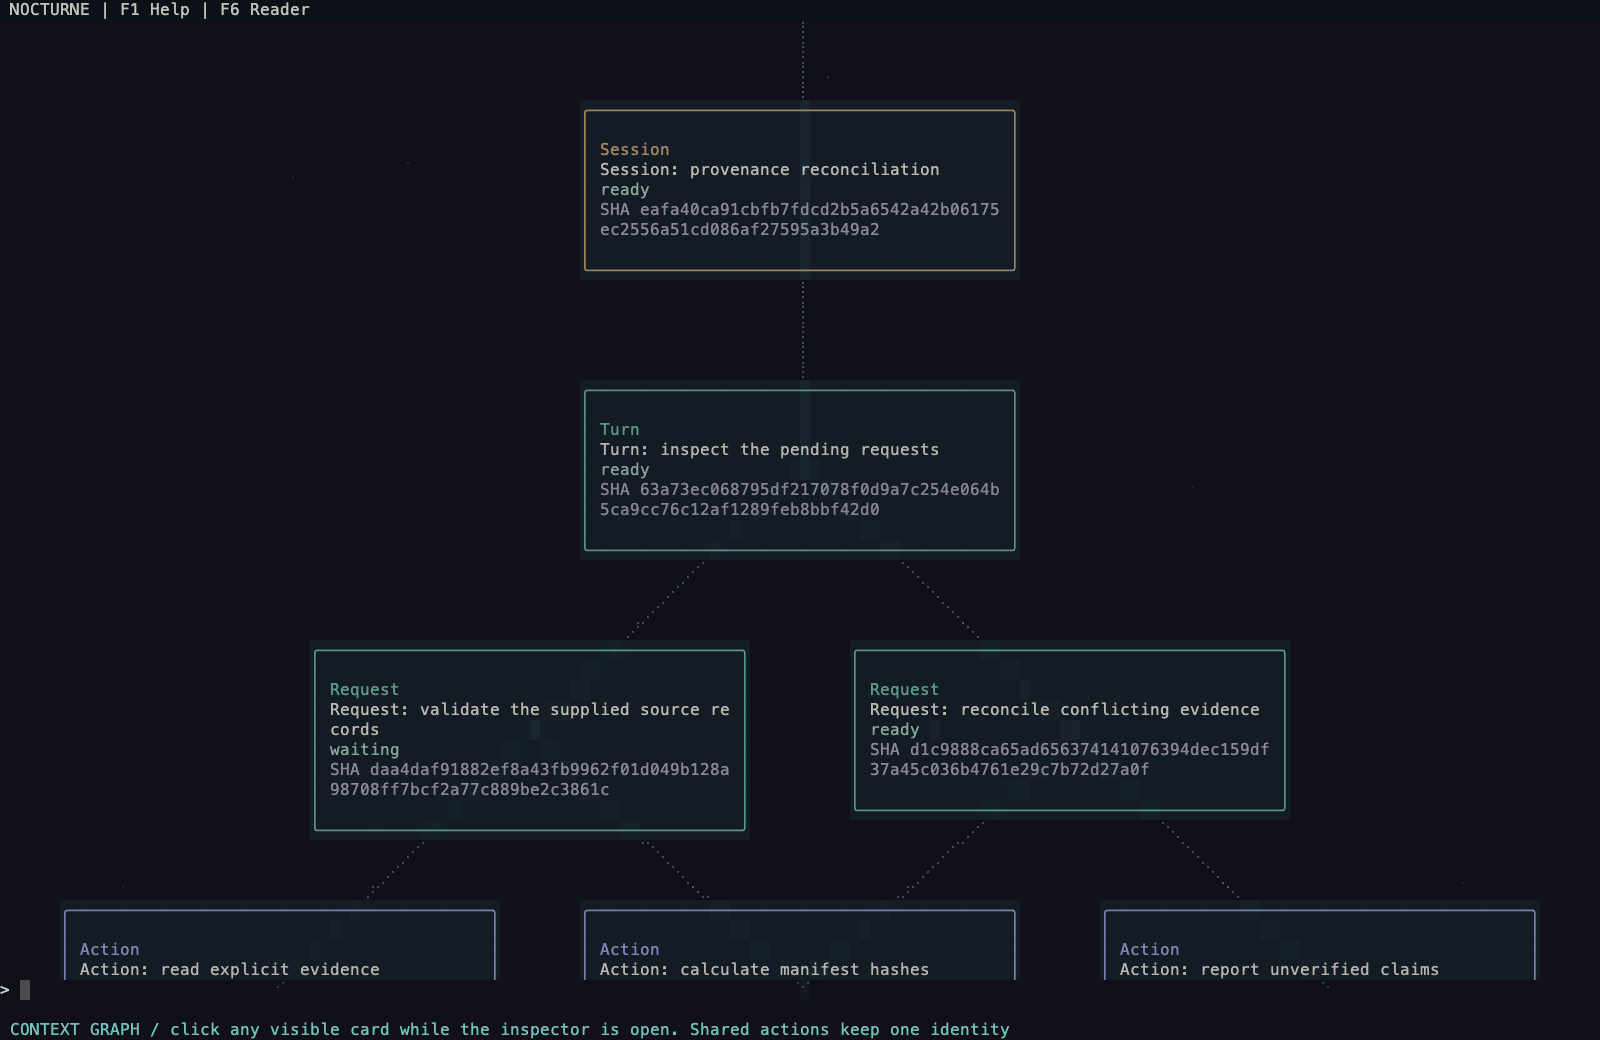 NOCTURNE | F1 Help | F6 Reader
Session
Session: provenance reconciliation
ready
SHA eafa40ca91cbfb7fdcd2b5a6542a42b06175
ec2556a51cd086af27595a3b49a2
Turn
Turn: inspect the pending requests
ready
SHA 63a73ec068795df217078f0d9a7c254e064b
5ca9cc76c12af1289feb8bbf42d0
Request
Request: validate the supplied source re
cords
waiting
SHA daa4daf91882ef8a43fb9962f01d049b128a
98708ff7bcf2a77c889be2c3861c
Request
Request: reconcile conflicting evidence
ready
SHA d1c9888ca65ad656374141076394dec159df
37a45c036b4761e29c7b72d27a0f
Action
Action: read explicit evidence
Action
Action: calculate manifest hashes
Action
Action: report unverified claims
>
CONTEXT GRAPH / click any visible card while the inspector is open. Shared actions keep one identity